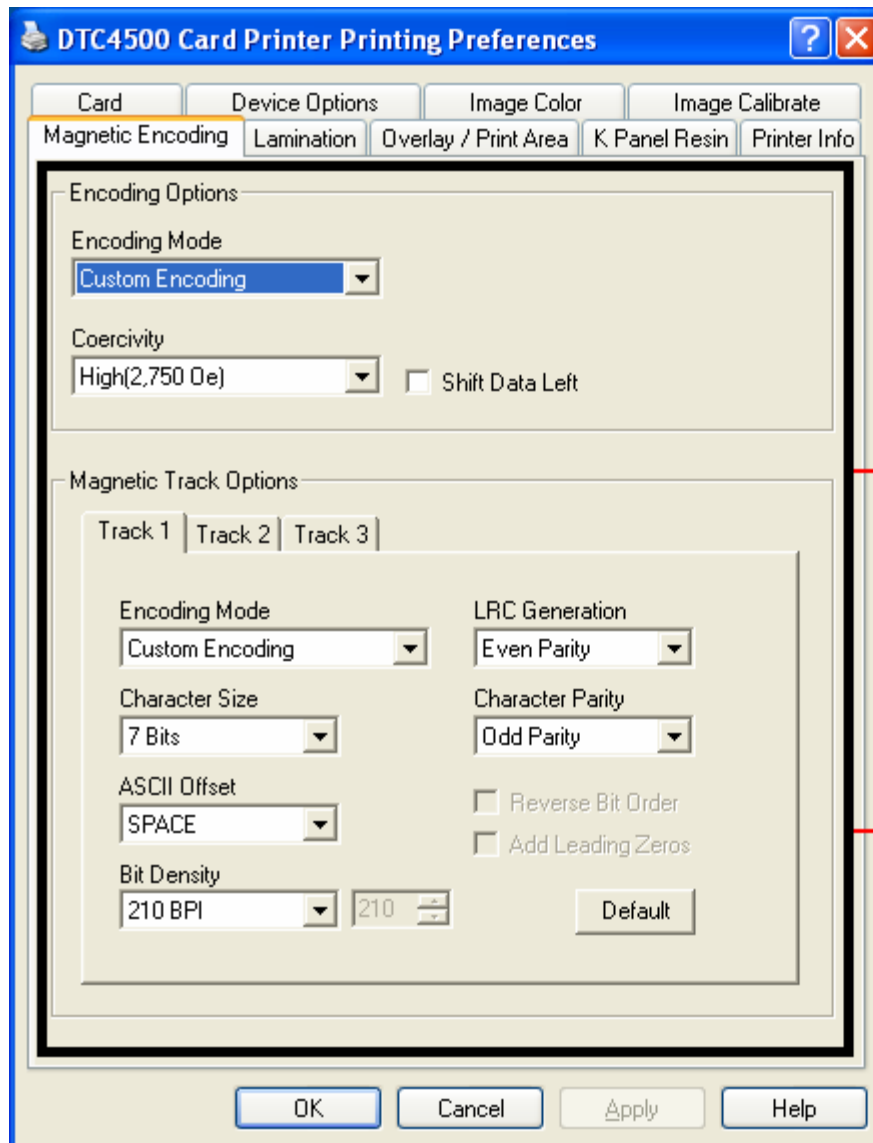 DTC4500 Card Printer Printing Preferences
Card Device Options Image Color Image Calibrate
Magnetic Encoding Lamination Overlay / Print Area K Panel Resin Printer Info
Encoding Options
Encoding Mode
Custom Encoding
Coercivity
High(2,750 Oe) Shift Data Left
Magnetic Track Options
Track 1 Track 2 Track 3
Encoding Mode LRC Generation
Custom Encoding Even Parity
Character Size Character Parity
7 Bits Odd Parity
ASCII Offset
Reverse Bit Order
SPACE
Add Leading Zeros
Bit Density
210 BPI 210 Default
OK Cancel Apply Help